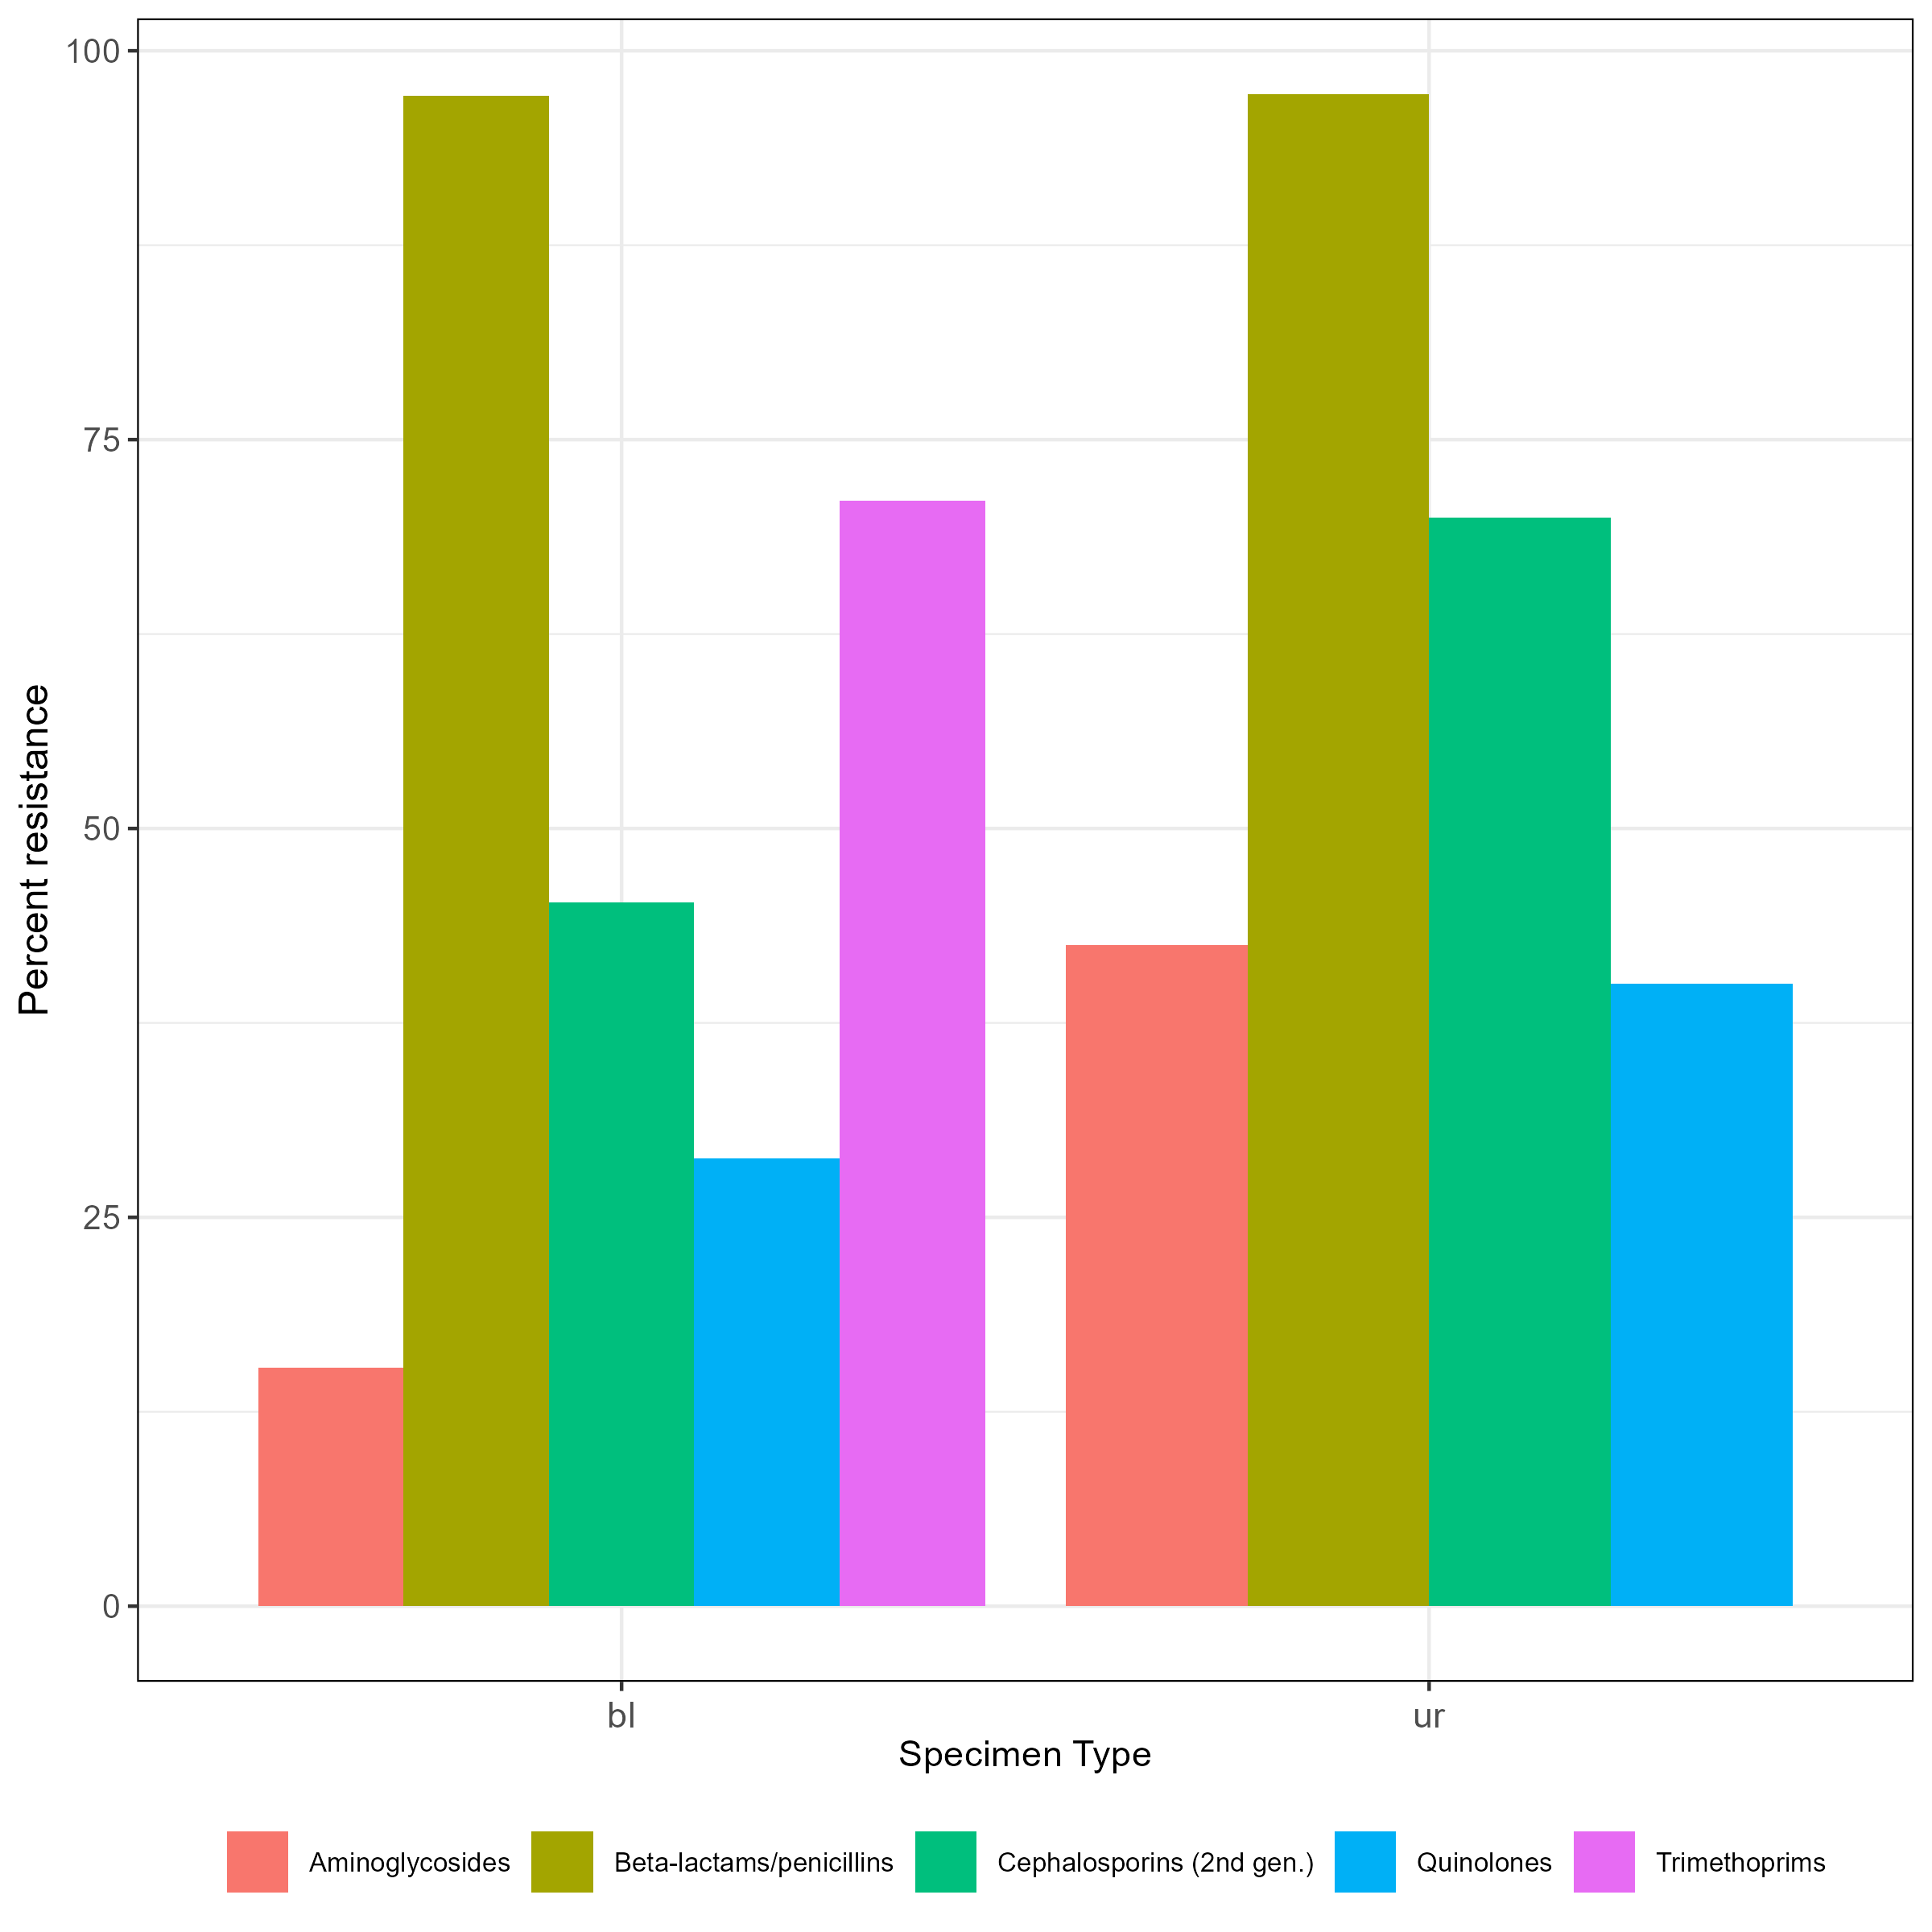 100
75
50
25
0
Percent resistance
bl
ur
Specimen Type
Aminoglycosides
Beta-lactams/penicillins
Cephalosporins (2nd gen.)
Quinolones
Trimethoprims